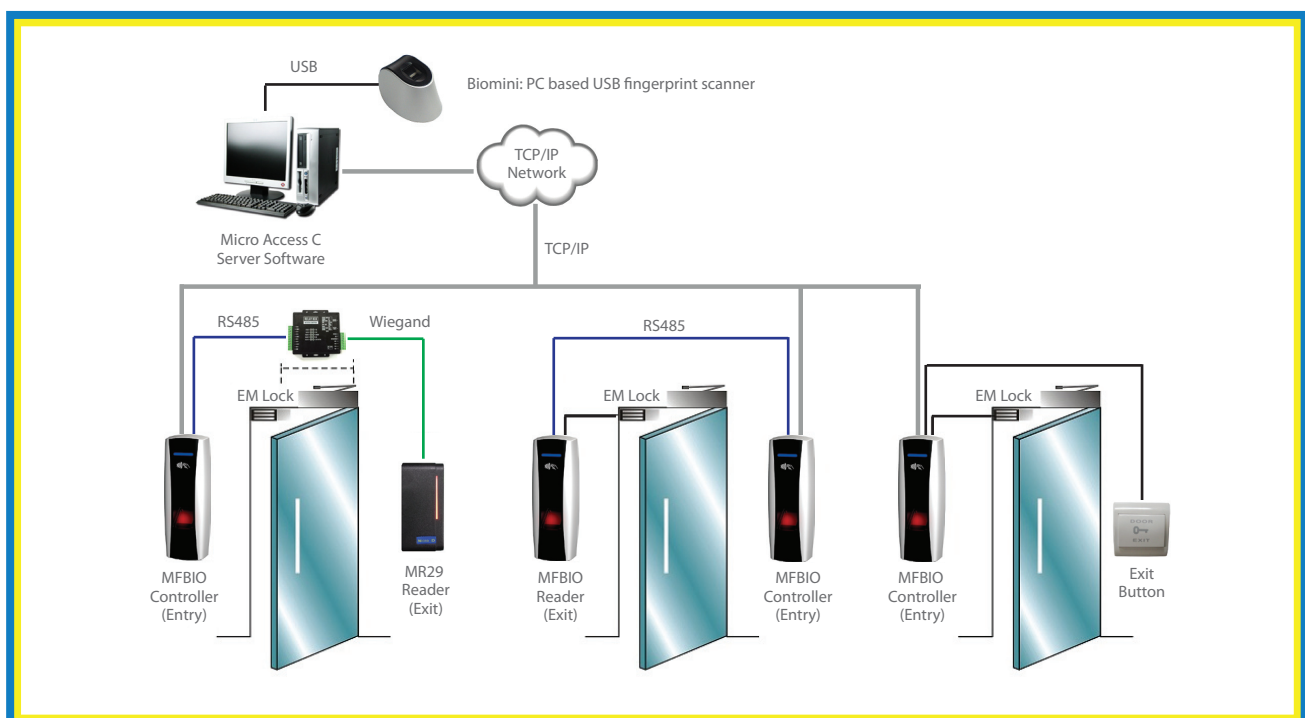 USB
Biomini: PC based USB fingerprint scanner
TCP/IP
Network
Micro Access C
Server Software
TCP/IP
RS485
Wiegand
RS485
EM Lock
EM Lock
EM Lock
MFBIO
Controller
(Entry)
MR29
Reader
(Exit)
MFBIO
Reader
(Exit)
MFBIO
Controller
(Entry)
MFBIO
Controller
(Entry)
DOOR
EXIT
Exit
Button